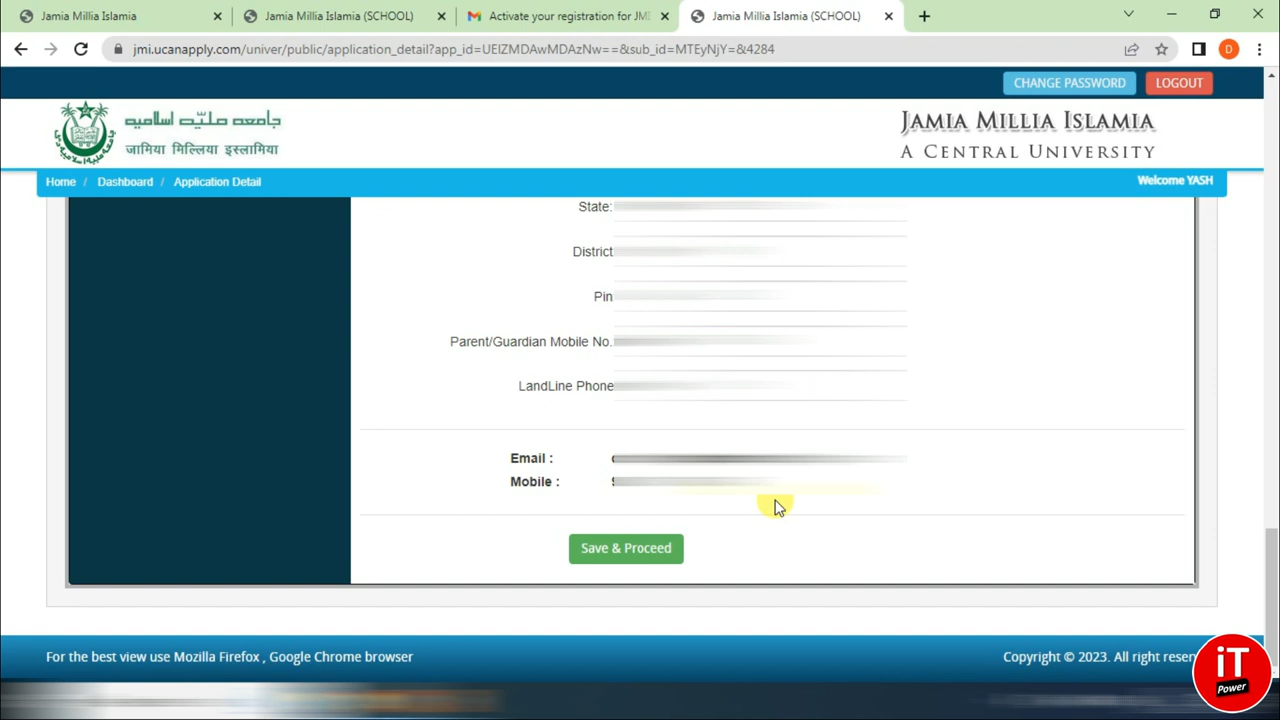 Jamia Millia Islamia
Jamia Millia Islamia (SCHOOL)
Activate your registration for JMI
Jamia Millia Islamia (SCHOOL)
jmi.ucanapply.com/univer/public/application_detail?app_id=UEIZMDAwMDAzNw==&sub_id=MTEyNjY=&4284
D
CHANGE PASSWORD
LOGOUT
جامعہ ملیہ اسلامیہ
जामिया मिल्लिया इस्लामिया
JAMIA MILLIA ISLAMIA
A CENTRAL UNIVERSITY
Home / Dashboard / Application Detail
Welcome YASH
State:
District
Pin
Parent/Guardian Mobile No.
LandLine Phone
Email :
Mobile :
Save & Proceed
For the best view use Mozilla Firefox , Google Chrome browser
Copyright © 2023. All right reser
iT
Power